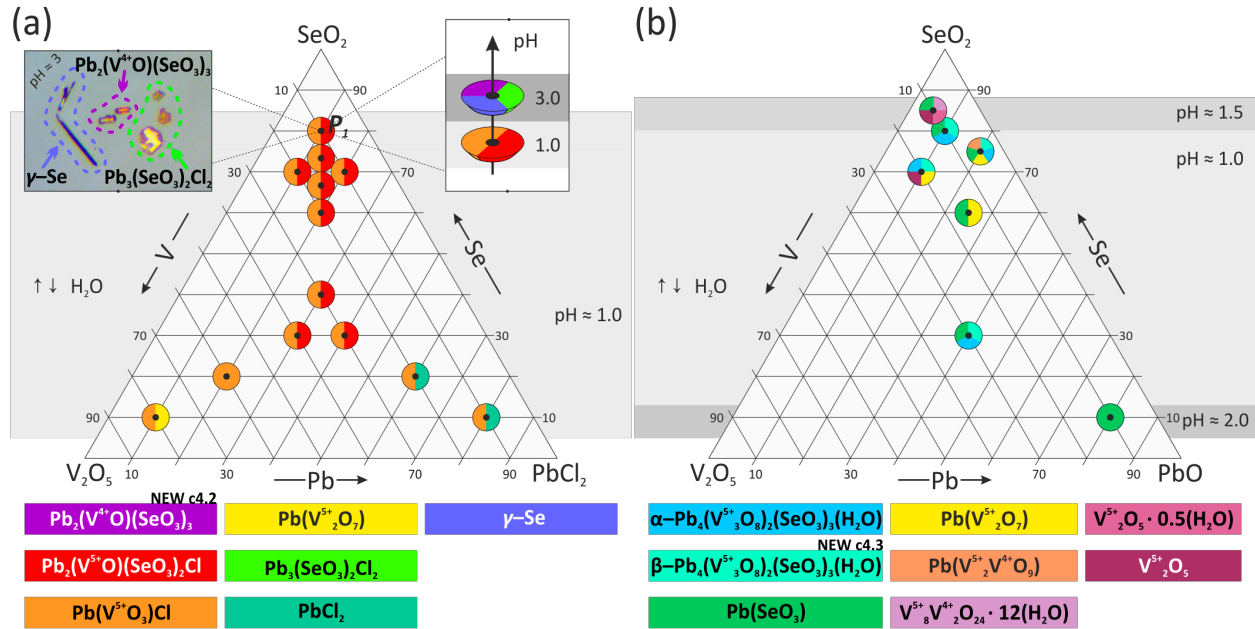 (a)
SeO₂
pH
pH ≈ 3
Pb₂(V⁴⁺O)(SeO₃)₃
γ–Se
Pb₃(SeO₃)₂Cl₂
3.0
1.0
10
90
P₁
30
70
V
Se
↑↓ H₂O
pH ≈ 1.0
70
30
90
10
V₂O₅
10
30
Pb
70
90
PbCl₂
NEW c4.2
Pb₂(V⁴⁺O)(SeO₃)₃
Pb(V⁵⁺₂O₇)
γ–Se
Pb₂(V⁵⁺O)(SeO₃)₂Cl
Pb₃(SeO₃)₂Cl₂
Pb(V⁵⁺O₃)Cl
PbCl₂
(b)
SeO₂
10
90
pH ≈ 1.5
pH ≈ 1.0
30
70
V
Se
↑↓ H₂O
70
30
90
10
pH ≈ 2.0
V₂O₅
10
30
Pb
70
90
PbO
α–Pb₄(V⁵⁺₃O₈)₂(SeO₃)₃(H₂O)
Pb(V⁵⁺₂O₇)
V⁵⁺₂O₅ · 0.5(H₂O)
NEW c4.3
β–Pb₄(V⁵⁺₃O₈)₂(SeO₃)₃(H₂O)
Pb(V⁵⁺₂V⁴⁺O₉)
V⁵⁺₂O₅
Pb(SeO₃)
V⁵⁺₈V⁴⁺₂O₂₄ · 12(H₂O)